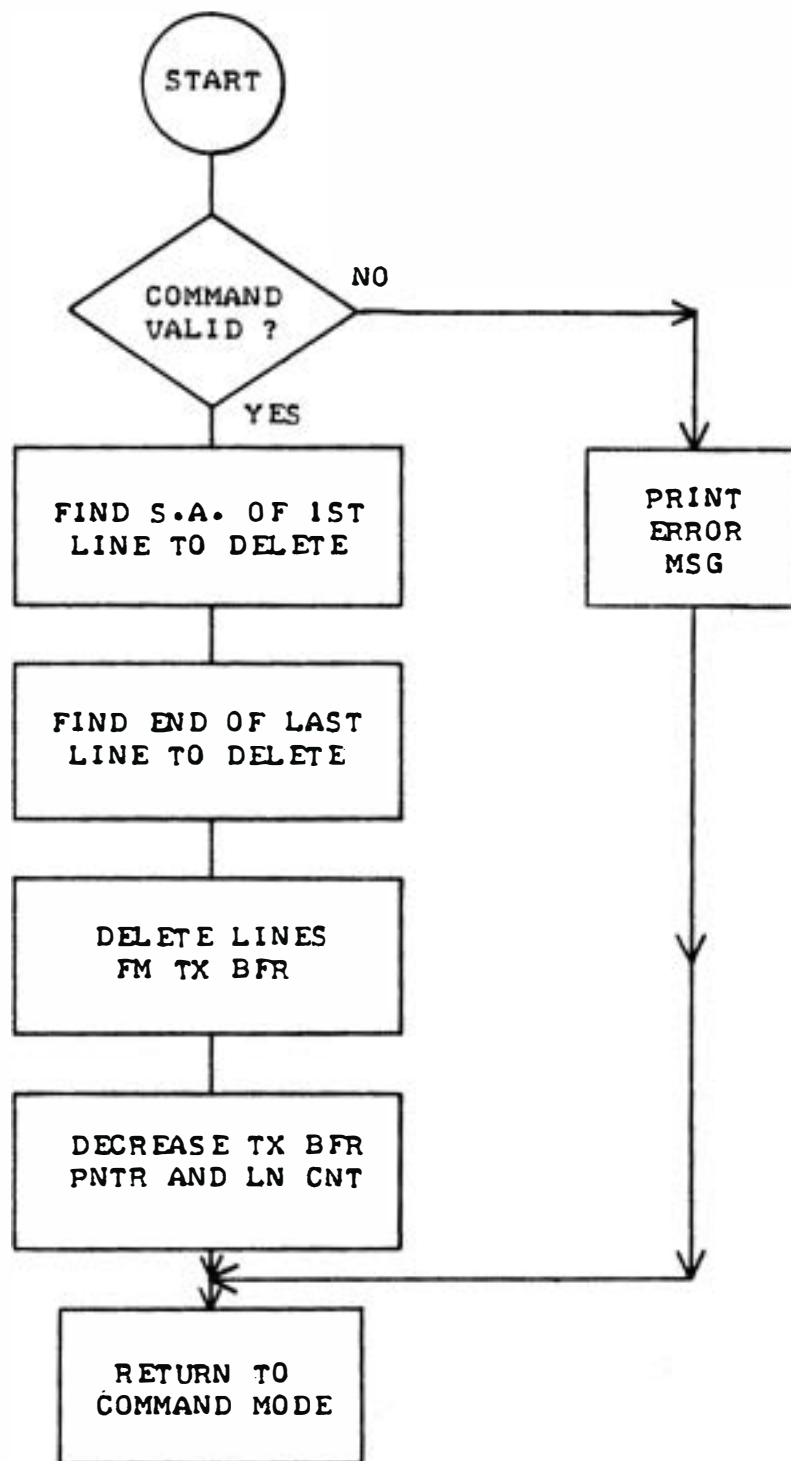 START
COMMAND
VALID ?
NO
YES
FIND S.A. OF 1ST
LINE TO DELETE
PRINT
ERROR
MSG
FIND END OF LAST
LINE TO DELETE
DELETE LINES
FM TX BFR
DECREASE TX BFR
PNTR AND LN CNT
RETURN TO
COMMAND MODE